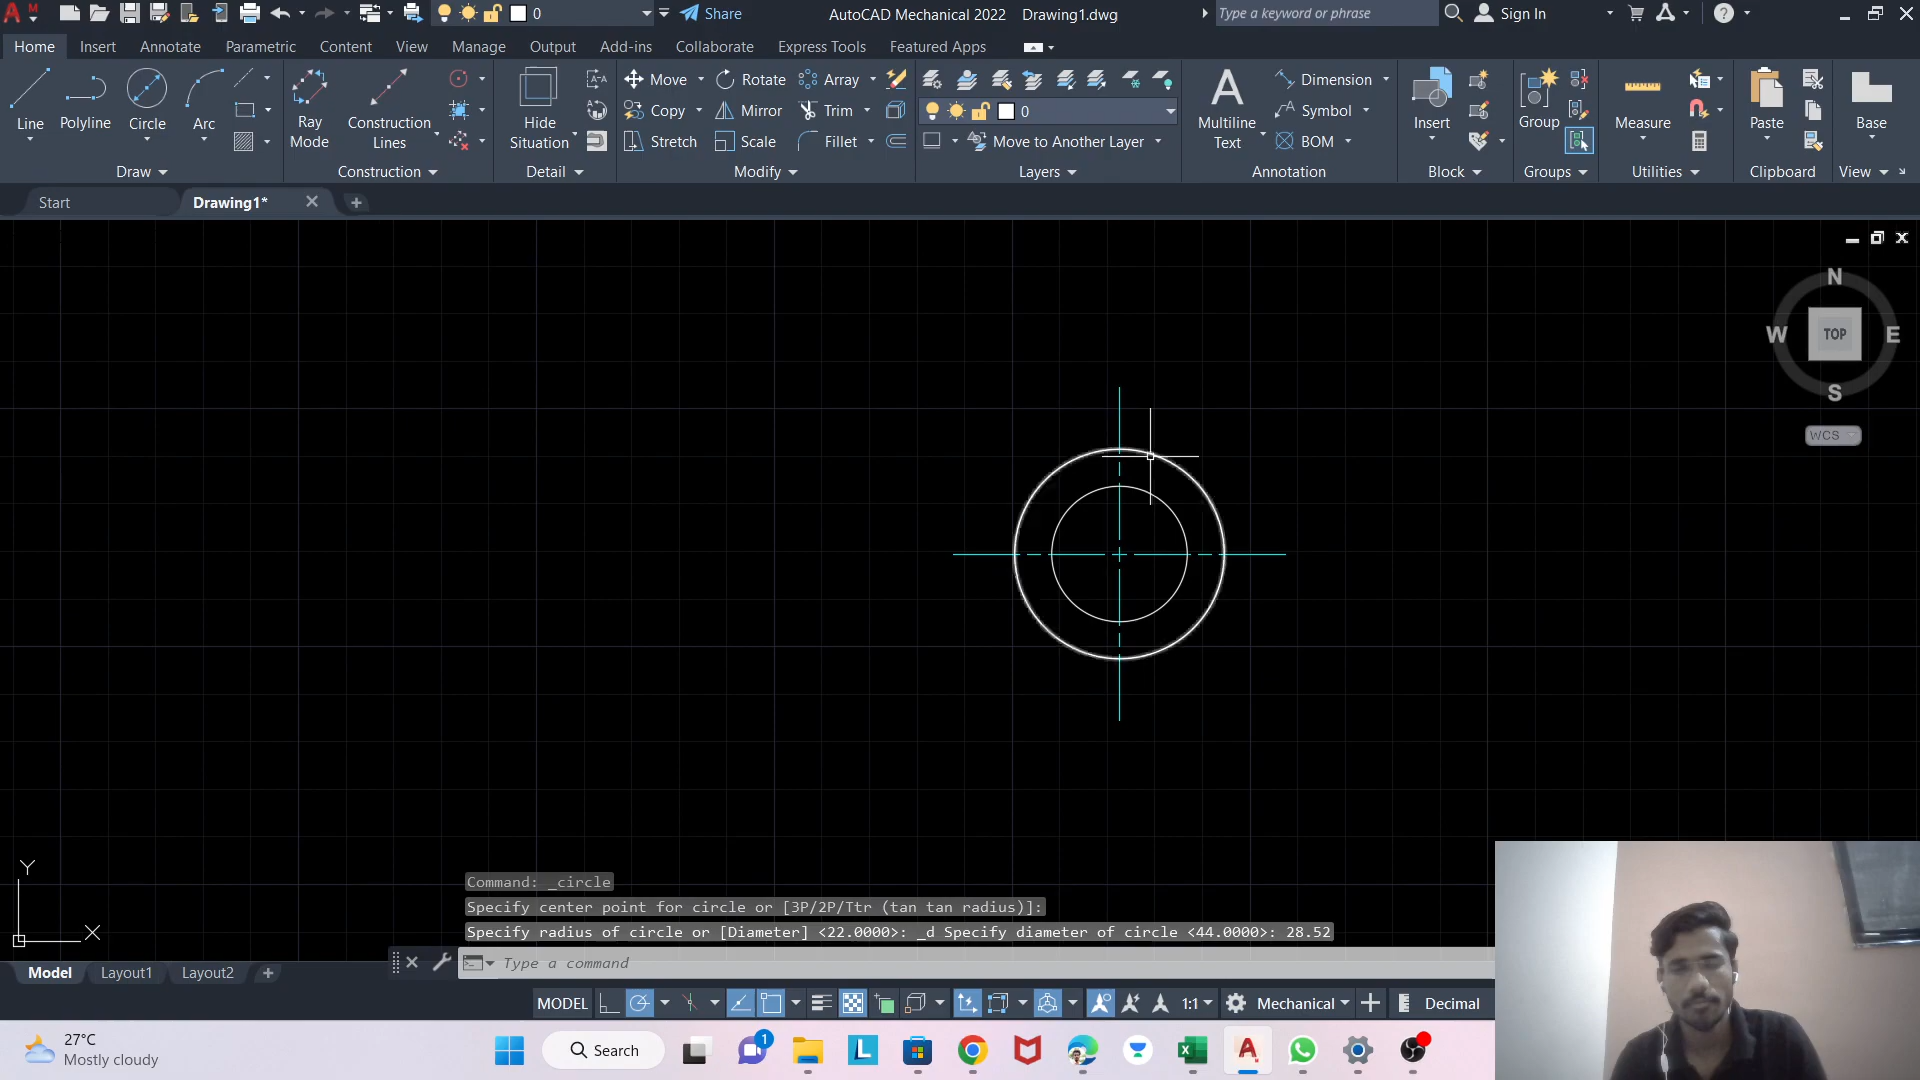 0 Share AutoCAD Mechanical 2022 Drawing1.dwg Type a keyword or phrase Sign In
Home Insert Annotate Parametric Content View Manage Output Add-ins Collaborate Express Tools Featured Apps
Line Polyline Circle Arc Ray Mode Construction Lines Hide Situation
Move Rotate Array
Copy Mirror Trim
Stretch Scale Fillet
0
Move to Another Layer
Multiline Text
Dimension
Symbol
BOM
Insert Group Measure Paste Base
Draw Construction Detail Modify Layers Annotation Block Groups Utilities Clipboard View
Start Drawing1*
N
W TOP E
S
WCS
Y
X
Command: _circle
Specify center point for circle or [3P/2P/Ttr (tan tan radius)]:
Specify radius of circle or [Diameter] <22.0000>: _d Specify diameter of circle <44.0000>: 28.52
Type a command
Model Layout1 Layout2
MODEL 1:1 Mechanical Decimal
27°C
Mostly cloudy
Search
1